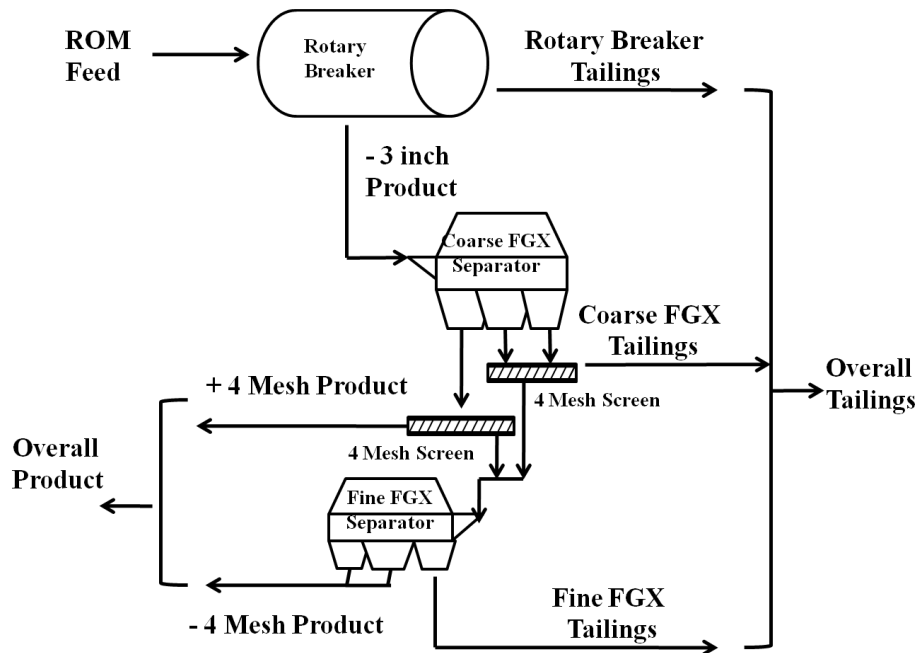 ROM
Feed
Rotary
Breaker
Rotary Breaker
Tailings
- 3 inch
Product
Coarse FGX
Separator
Coarse FGX
Tailings
+ 4 Mesh Product
4 Mesh Screen
Overall
Tailings
4 Mesh Screen
Overall
Product
Fine FGX
Separator
- 4 Mesh Product
Fine FGX
Tailings